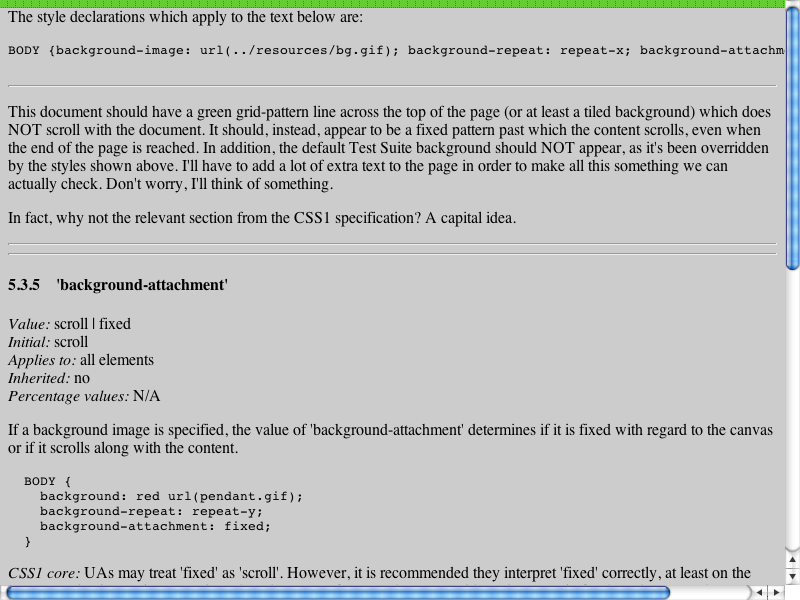 The style declarations which apply to the text below are:
BODY {background-image: url(../resources/bg.gif); background-repeat: repeat-x; background-attachm
This document should have a green grid-pattern line across the top of the page (or at least a tiled background) which does
NOT scroll with the document. It should, instead, appear to be a fixed pattern past which the content scrolls, even when
the end of the page is reached. In addition, the default Test Suite background should NOT appear, as it's been overridden
by the styles shown above. I'll have to add a lot of extra text to the page in order to make all this something we can
actually check. Don't worry, I'll think of something.
In fact, why not the relevant section from the CSS1 specification? A capital idea.
5.3.5 'background-attachment'
Value: scroll | fixed
Initial: scroll
Applies to: all elements
Inherited: no
Percentage values: N/A
If a background image is specified, the value of 'background-attachment' determines if it is fixed with regard to the canvas
or if it scrolls along with the content.
BODY {
background: red url(pendant.gif);
background-repeat: repeat-y;
background-attachment: fixed;
}
CSS1 core: UAs may treat 'fixed' as 'scroll'. However, it is recommended they interpret 'fixed' correctly, at least on the